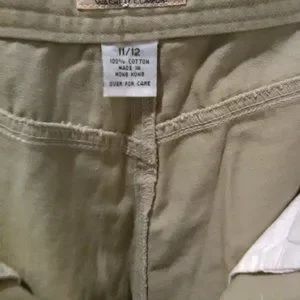 11/12
100% COTTON
MADE IN
HONG KONG
OVER FOR CARE